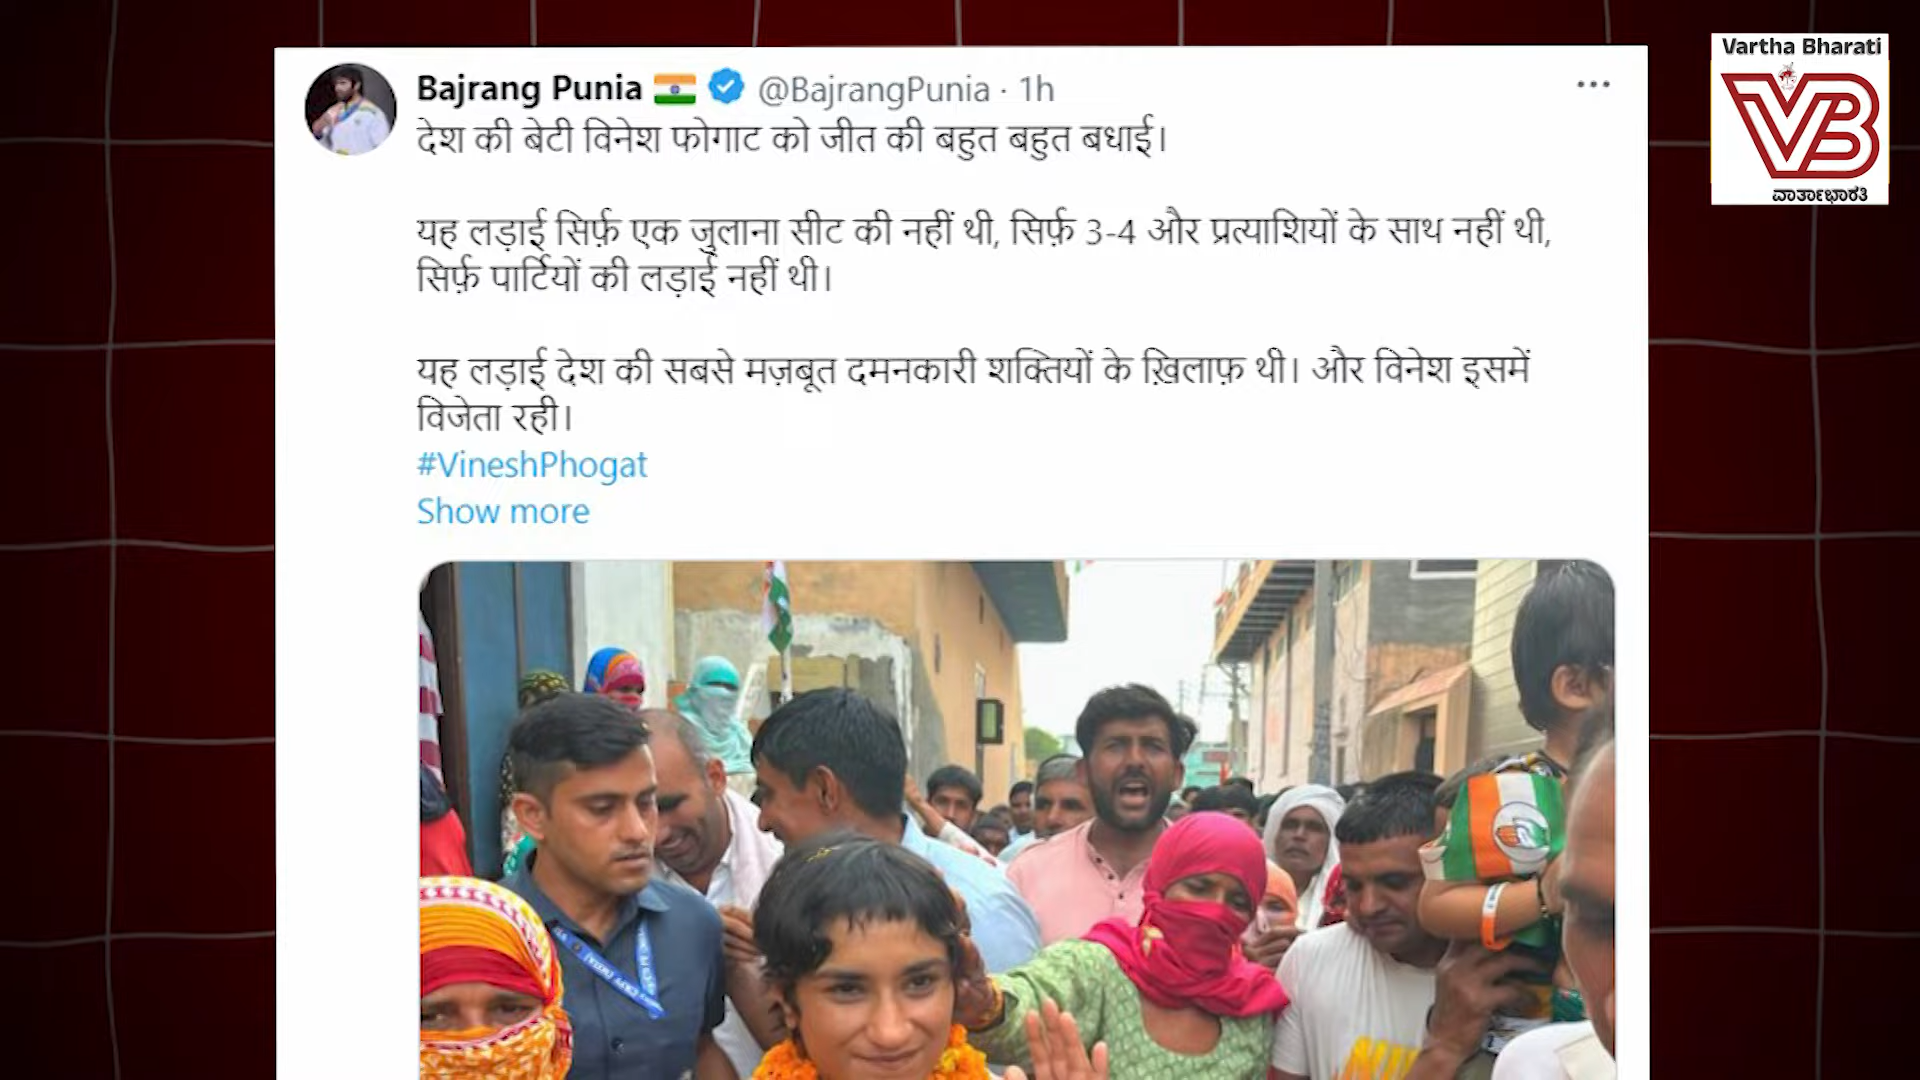 Bajrang Punia @BajrangPunia · 1h
देश की बेटी विनेश फोगाट को जीत की बहुत बहुत बधाई।
यह लड़ाई सिर्फ़ एक जुलाना सीट की नहीं थी, सिर्फ़ 3-4 और प्रत्याशियों के साथ नहीं थी,
सिर्फ़ पार्टियों की लड़ाई नहीं थी।
यह लड़ाई देश की सबसे मज़बूत दमनकारी शक्तियों के ख़िलाफ़ थी। और विनेश इसमें
विजेता रही।
#VineshPhogat
Show more
Vartha Bharati
VB
ವಾರ್ತಾಭಾರತಿ